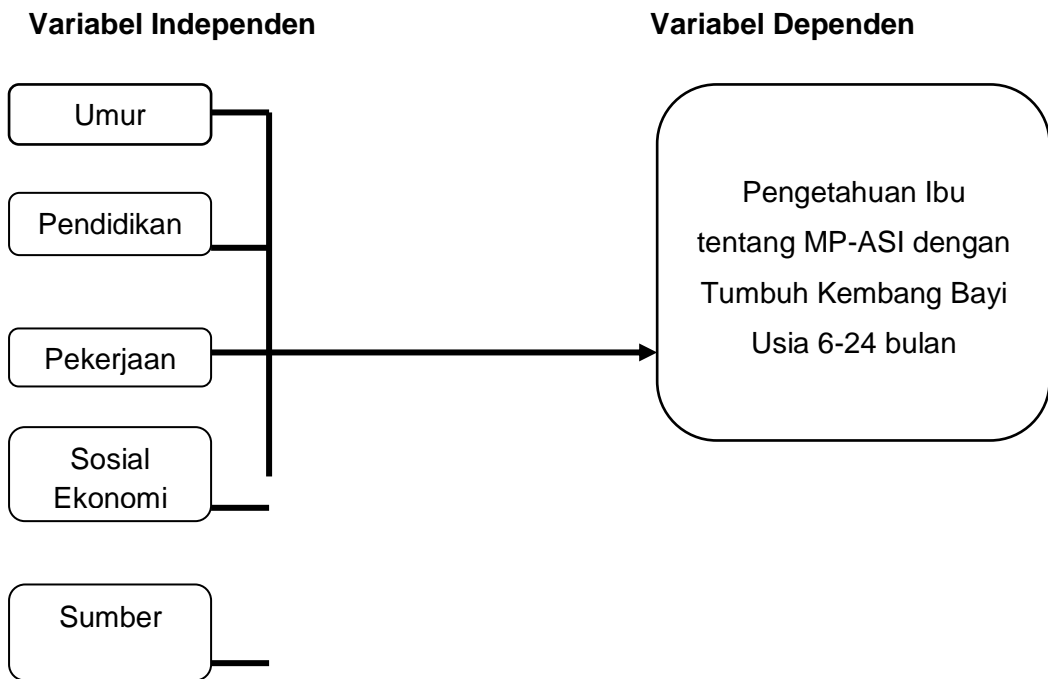 Variabel Independen
Variabel Dependen
Umur
Pendidikan
Pekerjaan
Sosial
Ekonomi
Sumber
Pengetahuan Ibu
tentang MP-ASI dengan
Tumbuh Kembang Bayi
Usia 6-24 bulan